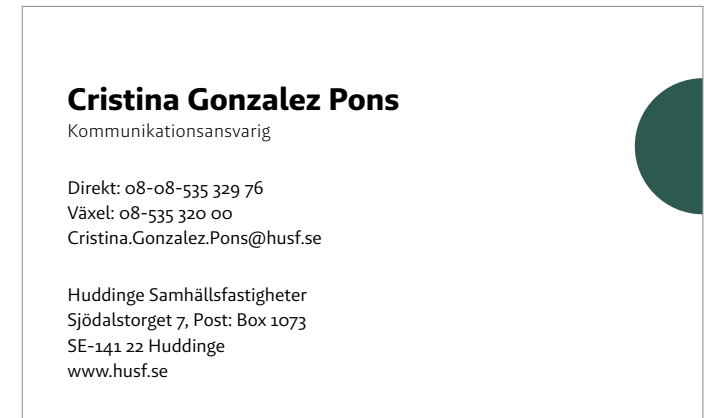 Cristina Gonzalez Pons
Kommunikationsansvarig
Direkt: 08-08-535 329 76
Växel: 08-535 320 00
Cristina.Gonzalez.Pons@husf.se
Huddinge Samhällsfastigheter
Sjödalstorget 7, Post: Box 1073
SE-141 22 Huddinge
www.husf.se